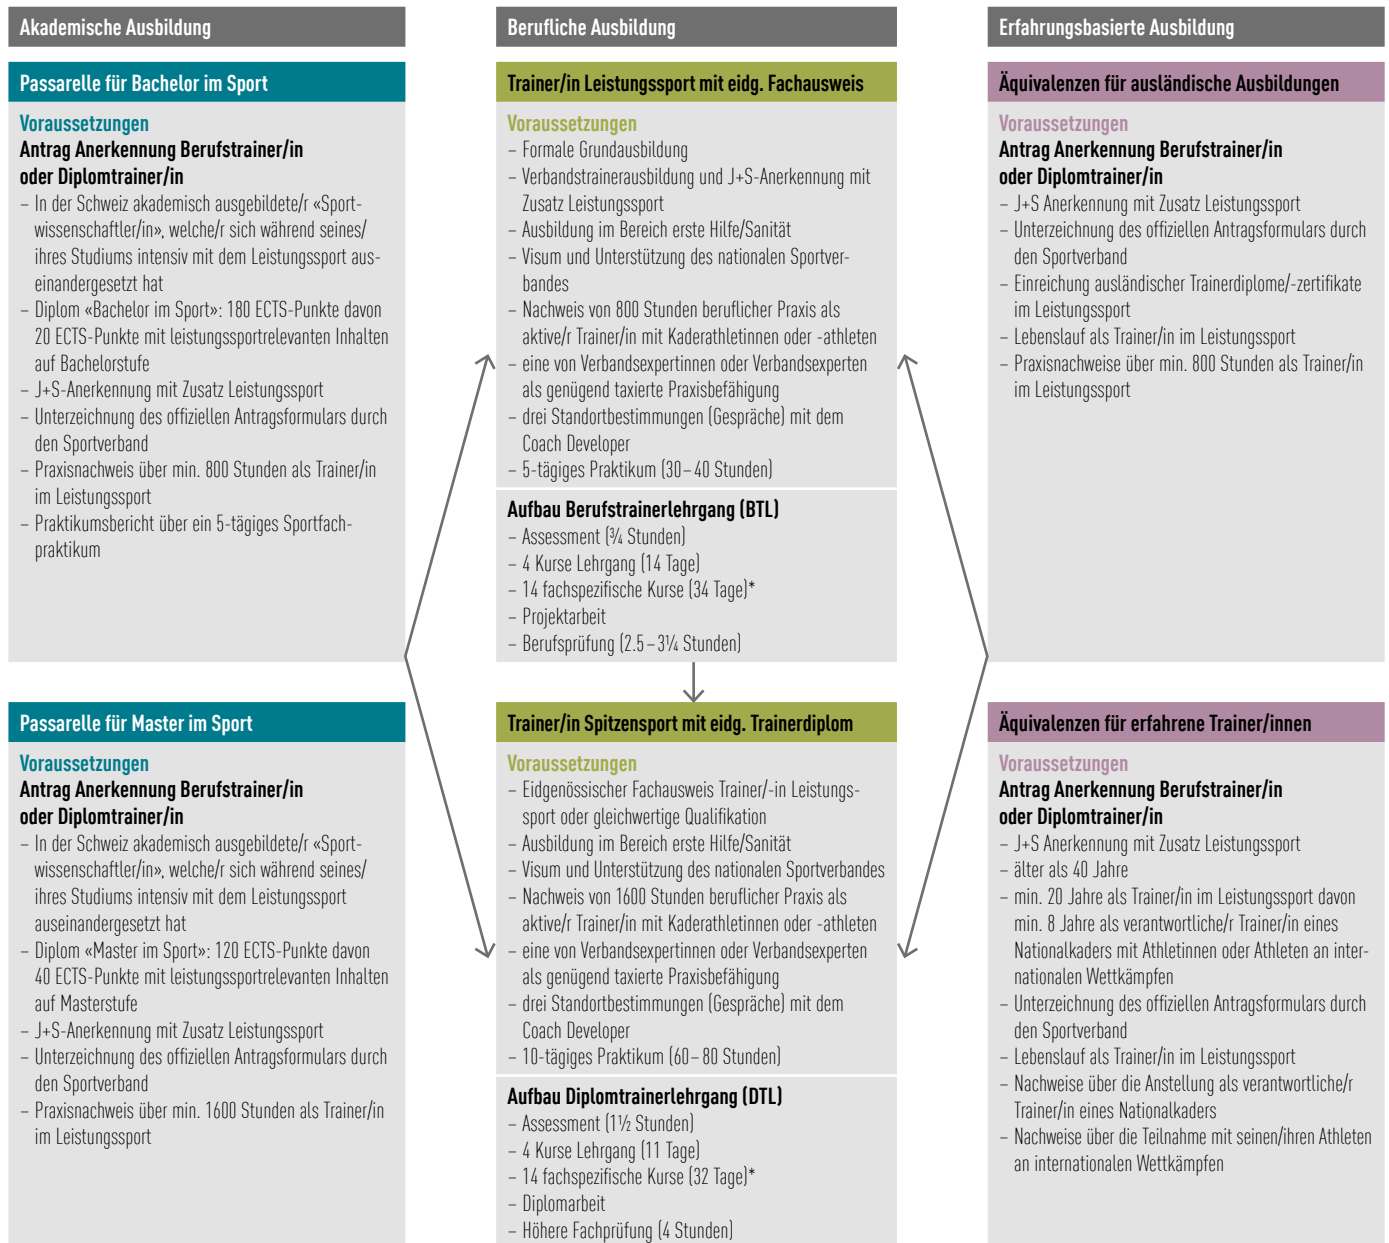 Akademische Ausbildung
Passarelle für Bachelor im Sport
Voraussetzungen
Antrag Anerkennung Berufstrainer/in
oder Diplomtrainer/in
– In der Schweiz akademisch ausgebildete/r «Sport-
wissenschaftler/in», welche/r sich während seines/
ihres Studiums intensiv mit dem Leistungssport aus-
einandergesetzt hat
– Diplom «Bachelor im Sport»: 180 ECTS-Punkte davon
20 ECTS-Punkte mit leistungssportrelevanten Inhalten
auf Bachelorstufe
– J+S-Anerkennung mit Zusatz Leistungssport
– Unterzeichnung des offiziellen Antragsformulars durch
den Sportverband
– Praxisnachweis über min. 800 Stunden als Trainer/in
im Leistungssport
– Praktikumsbericht über ein 5-tägiges Sportfach-
praktikum
Passarelle für Master im Sport
Voraussetzungen
Antrag Anerkennung Berufstrainer/in
oder Diplomtrainer/in
– In der Schweiz akademisch ausgebildete/r «Sport-
wissenschaftler/in», welche/r sich während seines/
ihres Studiums intensiv mit dem Leistungssport
auseinandergesetzt hat
– Diplom «Master im Sport»: 120 ECTS-Punkte davon
40 ECTS-Punkte mit leistungssportrelevanten Inhalten
auf Masterstufe
– J+S-Anerkennung mit Zusatz Leistungssport
– Unterzeichnung des offiziellen Antragsformulars durch
den Sportverband
– Praxisnachweis über min. 1600 Stunden als Trainer/in
im Leistungssport
Berufliche Ausbildung
Trainer/in Leistungssport mit eidg. Fachausweis
Voraussetzungen
– Formale Grundausbildung
– Verbandstrainerausbildung und J+S-Anerkennung mit
Zusatz Leistungssport
– Ausbildung im Bereich erste Hilfe/Sanität
– Visum und Unterstützung des nationalen Sportver-
bandes
– Nachweis von 800 Stunden beruflicher Praxis als
aktive/r Trainer/in mit Kaderathletinnen oder -athleten
– eine von Verbandsexpertinnen oder Verbandsexperten
als genügend taxierte Praxisbefähigung
– drei Standortbestimmungen (Gespräche) mit dem
Coach Developer
– 5-tägiges Praktikum (30–40 Stunden)
Aufbau Berufstrainerlehrgang (BTL)
– Assessment (¾ Stunden)
– 4 Kurse Lehrgang (14 Tage)
– 14 fachspezifische Kurse (34 Tage)*
– Projektarbeit
– Berufsprüfung (2.5–3¼ Stunden)
Trainer/in Spitzensport mit eidg. Trainerdiplom
Voraussetzungen
– Eidgenössischer Fachausweis Trainer/-in Leistungs-
sport oder gleichwertige Qualifikation
– Ausbildung im Bereich erste Hilfe/Sanität
– Visum und Unterstützung des nationalen Sportverbandes
– Nachweis von 1600 Stunden beruflicher Praxis als
aktive/r Trainer/in mit Kaderathletinnen oder -athleten
– eine von Verbandsexpertinnen oder Verbandsexperten
als genügend taxierte Praxisbefähigung
– drei Standortbestimmungen (Gespräche) mit dem
Coach Developer
– 10-tägiges Praktikum (60–80 Stunden)
Aufbau Diplomtrainerlehrgang (DTL)
– Assessment (1½ Stunden)
– 4 Kurse Lehrgang (11 Tage)
– 14 fachspezifische Kurse (32 Tage)*
– Diplomarbeit
– Höhere Fachprüfung (4 Stunden)
Erfahrungsbasierte Ausbildung
Äquivalenzen für ausländische Ausbildungen
Voraussetzungen
Antrag Anerkennung Berufstrainer/in
oder Diplomtrainer/in
– J+S Anerkennung mit Zusatz Leistungssport
– Unterzeichnung des offiziellen Antragsformulars durch
den Sportverband
– Einreichung ausländischer Trainerdiplome/-zertifikate
im Leistungssport
– Lebenslauf als Trainer/in im Leistungssport
– Praxisnachweise über min. 800 Stunden als Trainer/in
im Leistungssport
Äquivalenzen für erfahrene Trainer/innen
Voraussetzungen
Antrag Anerkennung Berufstrainer/in
oder Diplomtrainer/in
– J+S Anerkennung mit Zusatz Leistungssport
– älter als 40 Jahre
– min. 20 Jahre als Trainer/in im Leistungssport davon
min. 8 Jahre als verantwortliche/r Trainer/in eines
Nationalkaders mit Athletinnen oder Athleten an inter-
nationalen Wettkämpfen
– Unterzeichnung des offiziellen Antragsformulars durch
den Sportverband
– Lebenslauf als Trainer/in im Leistungssport
– Nachweise über die Anstellung als verantwortliche/r
Trainer/in eines Nationalkaders
– Nachweise über die Teilnahme mit seinen/ihren Athleten
an internationalen Wettkämpfen